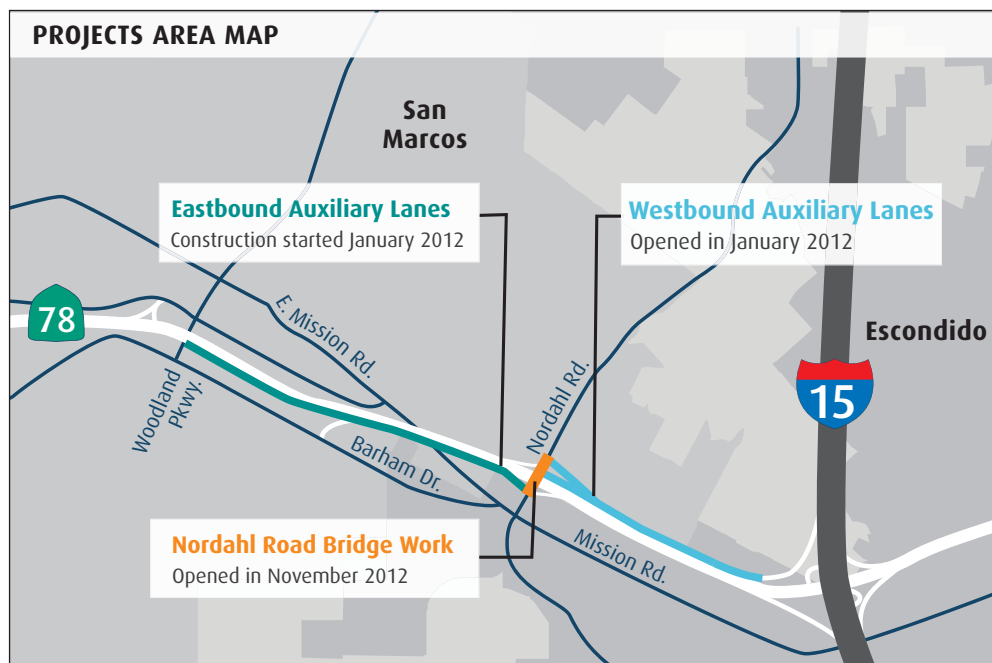 PROJECTS AREA MAP
San
Marcos
Eastbound Auxiliary Lanes
Construction started January 2012
Westbound Auxiliary Lanes
Opened in January 2012
78
E. Mission Rd.
Escondido
15
Woodland
Pkwy.
Nordahl Rd.
Barham Dr.
Nordahl Road Bridge Work
Opened in November 2012
Mission Rd.